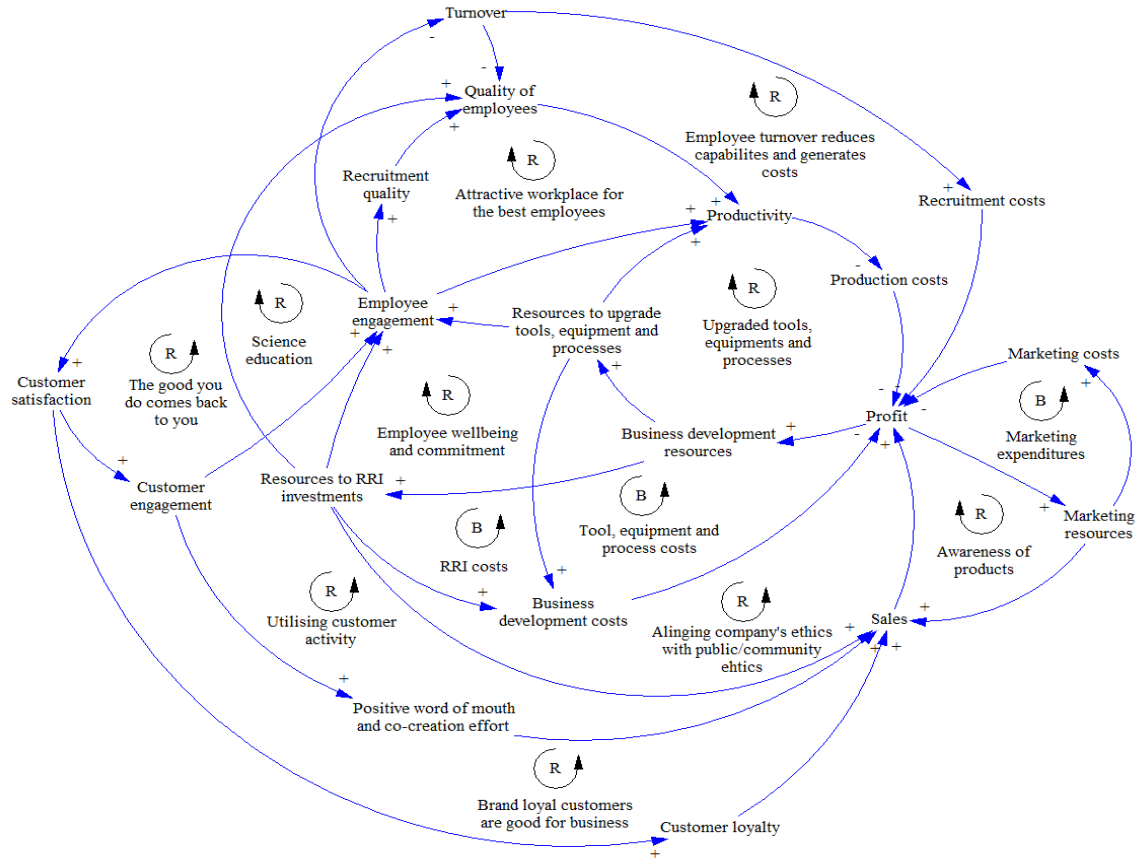 Turnover
-
-
+
Quality of
employees
+
R
Employee turnover reduces
capabilites and generates
costs
R
Attractive workplace for
the best employees
Recruitment
quality
+
+
Recruitment costs
+
+
Productivity
+
-
Production costs
R
Science
education
Employee
engagement
+
+
+
Resources to upgrade
tools, equipment and
processes
+
R
Upgraded tools,
equipments and
processes
Marketing costs
+
R
The good you
do comes back
to you
+
Customer
satisfaction
R
Employee wellbeing
and commitment
B
Marketing
expenditures
-
-
-
Profit
-
+
+
Business development
resources
+
Customer
engagement
Resources to RRI
investments
+
B
Tool, equipment and
process costs
+
Marketing
resources
B
RRI costs
R
Awareness of
products
R
Utilising customer
activity
+
+
Business
development costs
R
Alinging company's ethics
with public/community
ehtics
+
Sales
+
+
+
+
Positive word of mouth
and co-creation effort
R
Brand loyal customers
are good for business
Customer loyalty
+